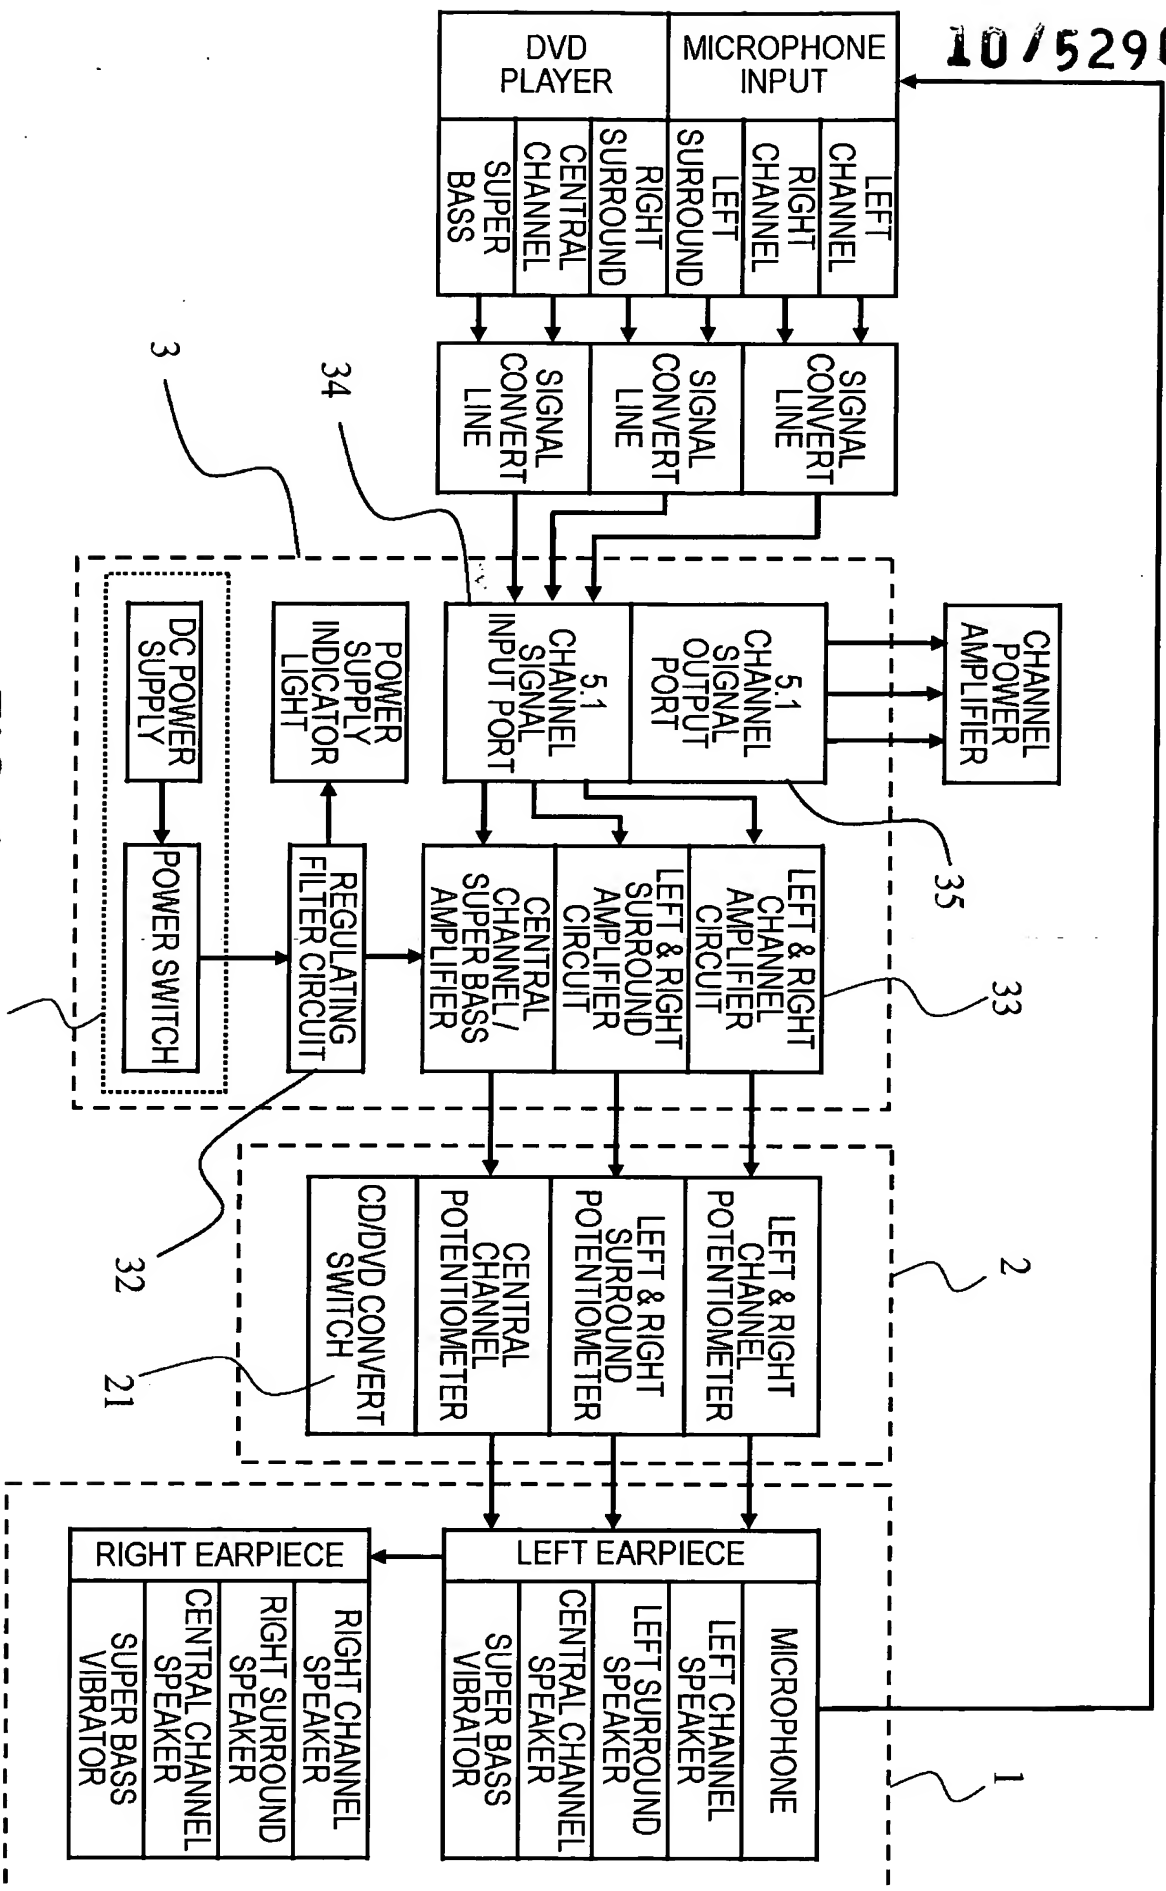 10/529
DVD
PLAYER
MICROPHONE
INPUT
LEFT
CHANNEL
RIGHT
CHANNEL
LEFT
SURROUND
RIGHT
SURROUND
CENTRAL
CHANNEL
SUPER
BASS
SIGNAL
CONVERT
LINE
SIGNAL
CONVERT
LINE
SIGNAL
CONVERT
LINE
3
34
CHANNEL
POWER
AMPLIFIER
5.1
CHANNEL
SIGNAL
OUTPUT
PORT
5.1
CHANNEL
SIGNAL
INPUT PORT
POWER
SUPPLY
INDICATOR
LIGHT
DC POWER
SUPPLY
35
LEFT & RIGHT
CHANNEL
AMPLIFIER
CIRCUIT
LEFT & RIGHT
SURROUND
AMPLIFIER
CIRCUIT
CENTRAL
CHANNEL /
SUPER BASS
AMPLIFIER
REGULATING
FILTER CIRCUIT
POWER SWITCH
33
32
2
LEFT & RIGHT
CHANNEL
POTENTIOMETER
LEFT & RIGHT
SURROUND
POTENTIOMETER
CENTRAL
CHANNEL
POTENTIOMETER
CD/DVD CONVERT
SWITCH
21
LEFT EARPIECE
MICROPHONE
LEFT CHANNEL
SPEAKER
LEFT SURROUND
SPEAKER
CENTRAL CHANNEL
SPEAKER
SUPER BASS
VIBRATOR
RIGHT EARPIECE
RIGHT CHANNEL
SPEAKER
RIGHT SURROUND
SPEAKER
CENTRAL CHANNEL
SPEAKER
SUPER BASS
VIBRATOR
1